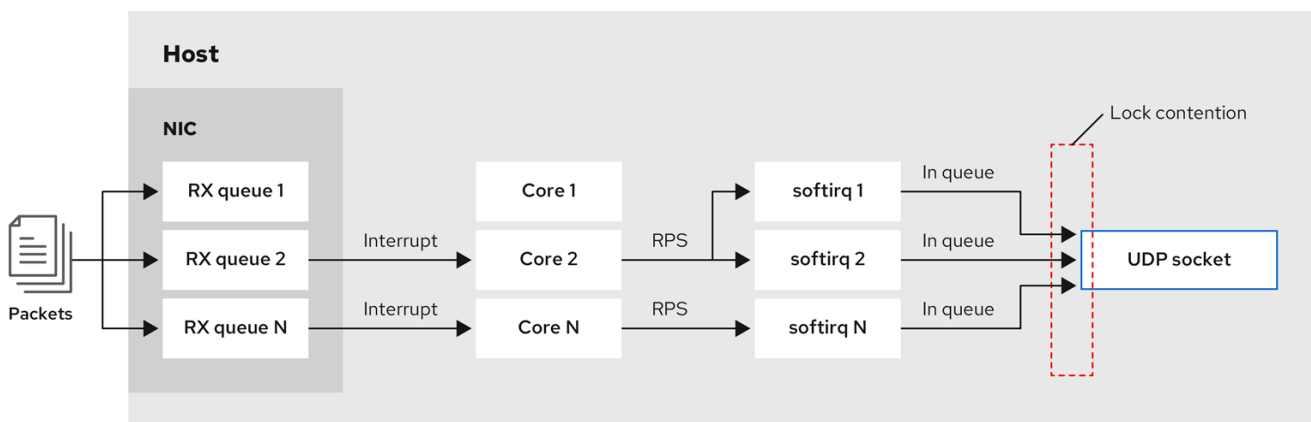 Host
NIC
Lock contention
RX queue 1
Core 1
softirq 1
In queue
Interrupt
RPS
In queue
RX queue 2
Core 2
softirq 2
UDP socket
Packets
Interrupt
RPS
In queue
RX queue N
Core N
softirq N